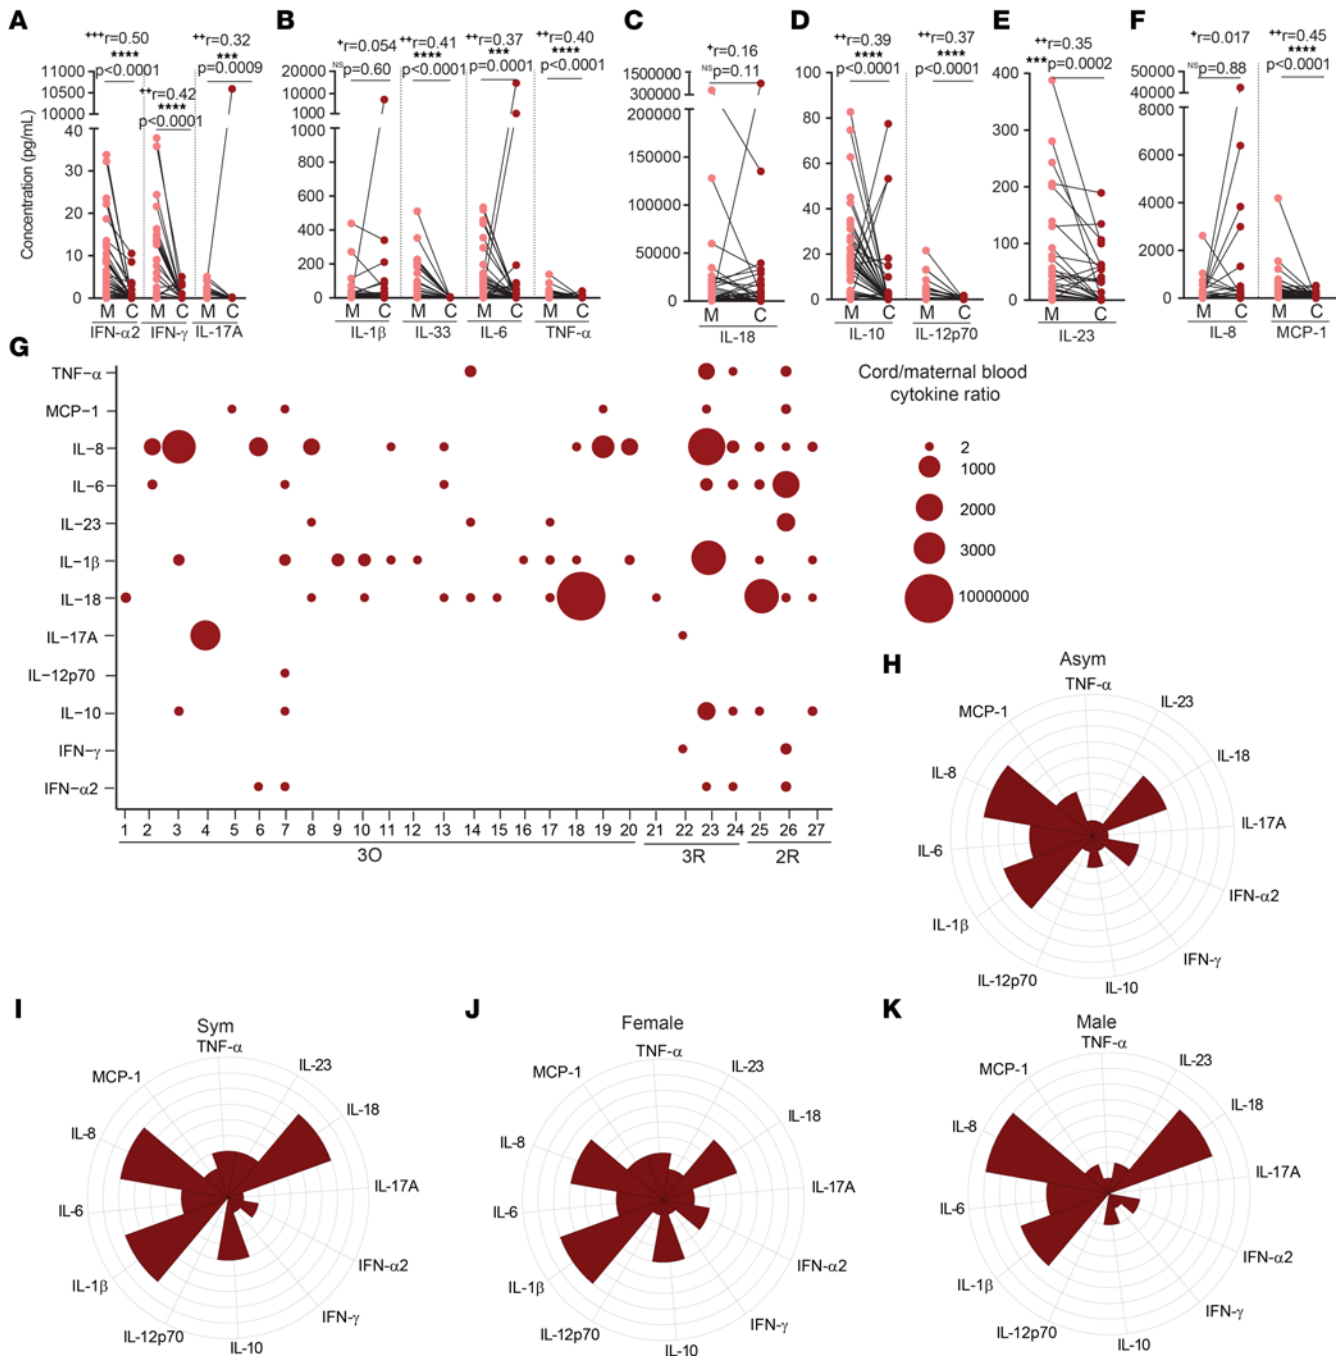 A
B
C
D
E
F
+++r=0.50
****
p<0.0001
++r=0.32
***
p=0.0009
++r=0.42
****
p<0.0001
+r=0.054
NS p=0.60
++r=0.41
****
p<0.0001
++r=0.37
***
p=0.0001
++r=0.40
****
p<0.0001
+r=0.16
NS p=0.11
++r=0.39
****
p<0.0001
++r=0.37
****
p<0.0001
++r=0.35
*** p=0.0002
+r=0.017
NS p=0.88
++r=0.45
****
p<0.0001
Concentration (pg/mL)
11000
10500
10000
40
30
20
10
0
M C M C M C
IFN-α2 IFN-γ IL-17A
20000
10000
1000
1000
800
600
400
200
0
M C M C M C M C
IL-1β IL-33 IL-6 TNF-α
1500000
300000
200000
150000
100000
50000
0
M C
IL-18
100
80
60
40
20
0
M C M C
IL-10 IL-12p70
400
300
200
100
0
M C
IL-23
50000
40000
30000
20000
10000
8000
6000
4000
2000
0
M C M C
IL-8 MCP-1
G
TNF-α
MCP-1
IL-8
IL-6
IL-23
IL-1β
IL-18
IL-17A
IL-12p70
IL-10
IFN-γ
IFN-α2
1 2 3 4 5 6 7 8 9 10 11 12 13 14 15 16 17 18 19 20 21 22 23 24 25 26 27
3O 3R 2R
Cord/maternal blood
cytokine ratio
2
1000
2000
3000
10000000
H
Asym
TNF-α
IL-23
IL-18
IL-17A
IFN-α2
IFN-γ
IL-10
IL-12p70
IL-1β
IL-6
IL-8
MCP-1
I
Sym
TNF-α
IL-23
IL-18
IL-17A
IFN-α2
IFN-γ
IL-10
IL-12p70
IL-1β
IL-6
IL-8
MCP-1
J
Female
TNF-α
IL-23
IL-18
IL-17A
IFN-α2
IFN-γ
IL-10
IL-12p70
IL-1β
IL-6
IL-8
MCP-1
K
Male
TNF-α
IL-23
IL-18
IL-17A
IFN-α2
IFN-γ
IL-10
IL-12p70
IL-1β
IL-6
IL-8
MCP-1